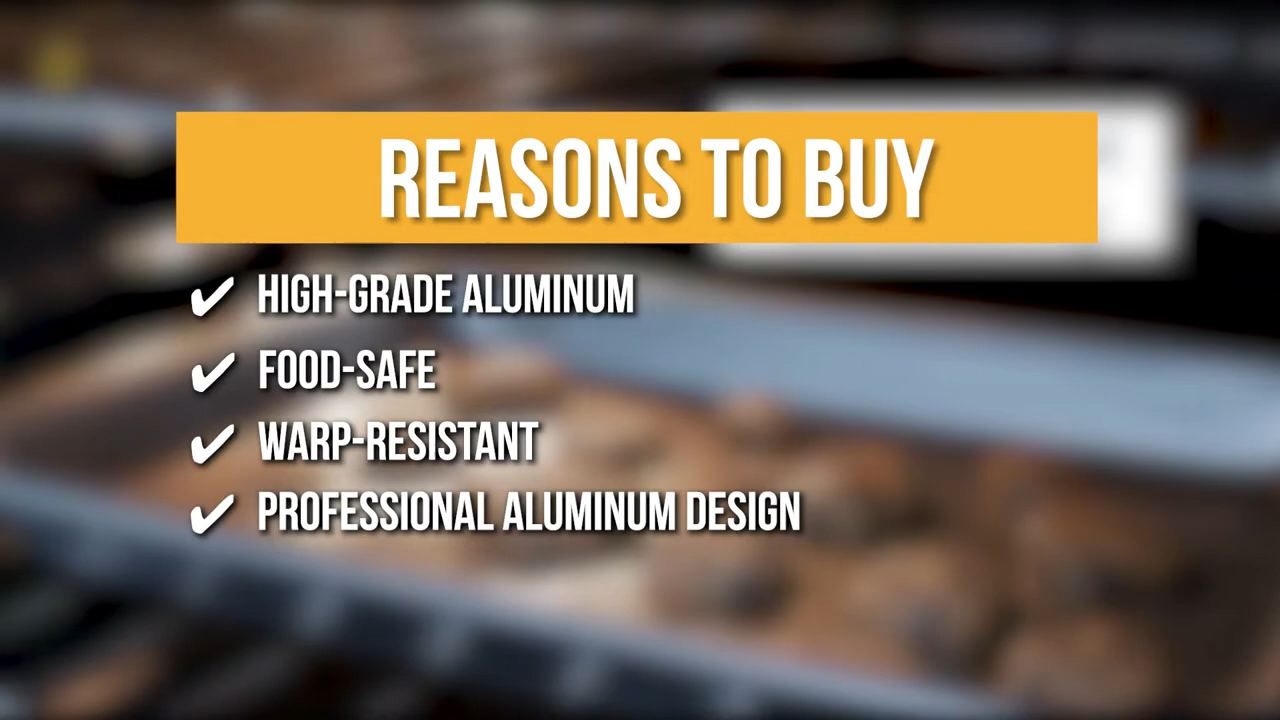 REASONS TO BUY
✔ HIGH-GRADE ALUMINUM
✔ FOOD-SAFE
✔ WARP-RESISTANT
✔ PROFESSIONAL ALUMINUM DESIGN